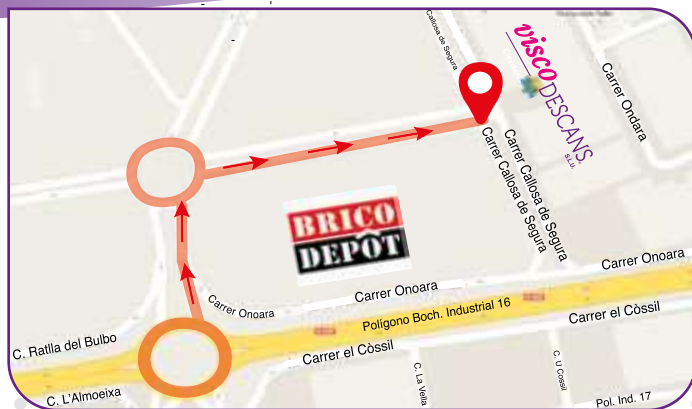 Callosa de Segura
visco
DESCANS
S.L.U.
Carrer Ondara
Carrer Callosa de Segura
Carrer Callosa de Segura
BRICO
DEPÔT
Carrer Onoara
Carrer Onoara
Carrer Onoara
Polígono Boch. Industrial 16
C. Ratlla del Bulbo
Carrer el Còssil
Carrer el Còssil
C. L'Almoeixa
C. La Vella
C. U Cossil
Pol. Ind. 17